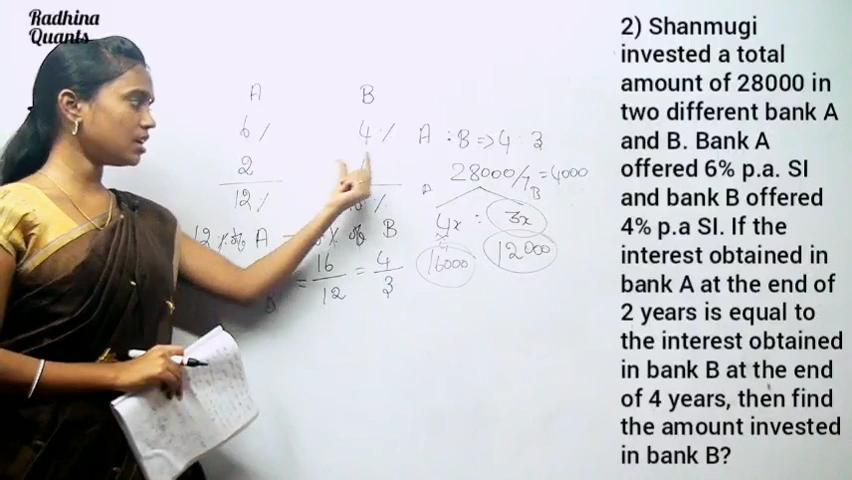 Radhina
Quants
A B
6% 4%
2
12%
12% of A = % of B
16/12 = 4/3
A : B => 4 : 3
28000/7 = 4000
A B
4x : 3x
16000 12000
2) Shanmugi
invested a total
amount of 28000 in
two different bank A
and B. Bank A
offered 6% p.a. SI
and bank B offered
4% p.a SI. If the
interest obtained in
bank A at the end of
2 years is equal to
the interest obtained
in bank B at the end
of 4 years, then find
the amount invested
in bank B?